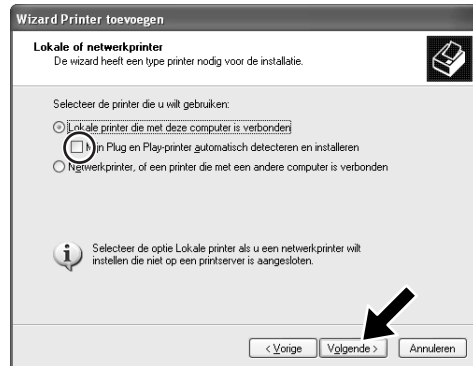 Wizard Printer toevoegen
Lokale of netwerkprinter
De wizard heeft een type printer nodig voor de installatie.
Selecteer de printer die u wilt gebruiken:
Lokale printer die met deze computer is verbonden
Mijn Plug en Play-printer automatisch detecteren en installeren
Netwerkprinter, of een printer die met een andere computer is verbonden
Selecteer de optie Lokale printer als u een netwerkprinter wilt
instellen die niet op een printserver is aangesloten.
< Vorige
Volgende >
Annuleren